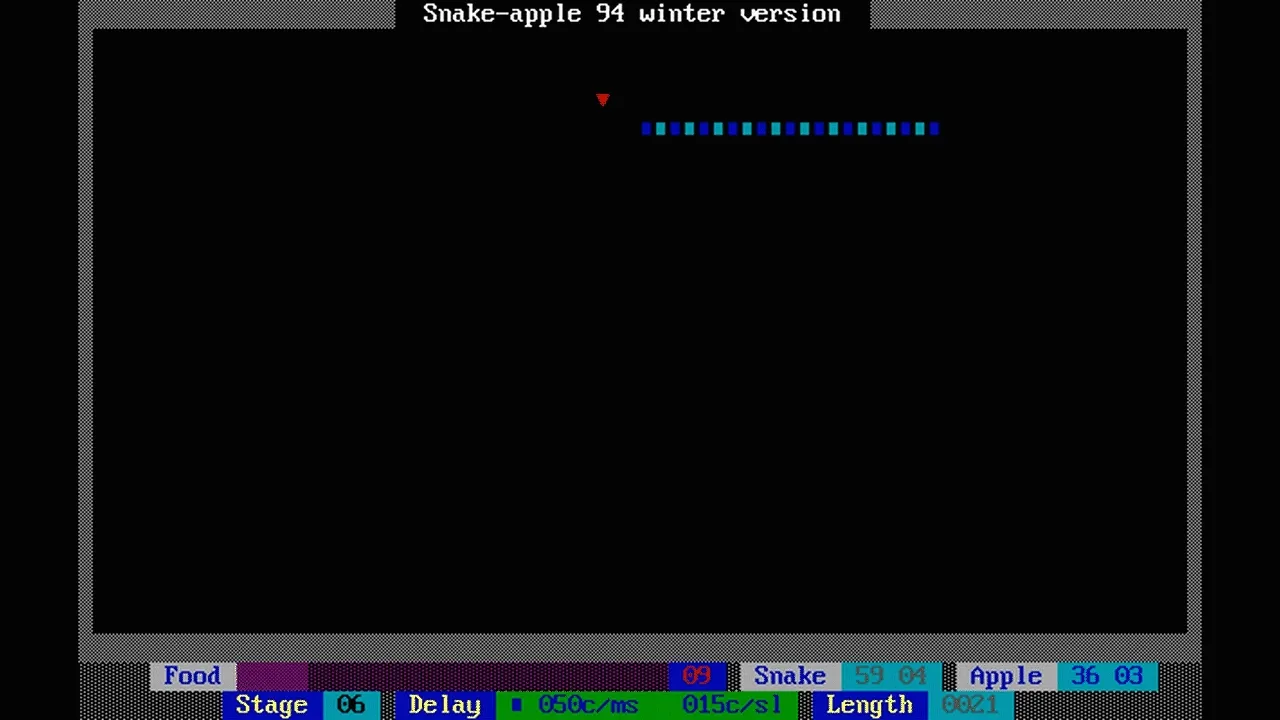 Snake-apple 94 winter version
Food 09 Snake 59 04 Apple 36 03
Stage 06 Delay 050c/ms 015c/sl Length 0021